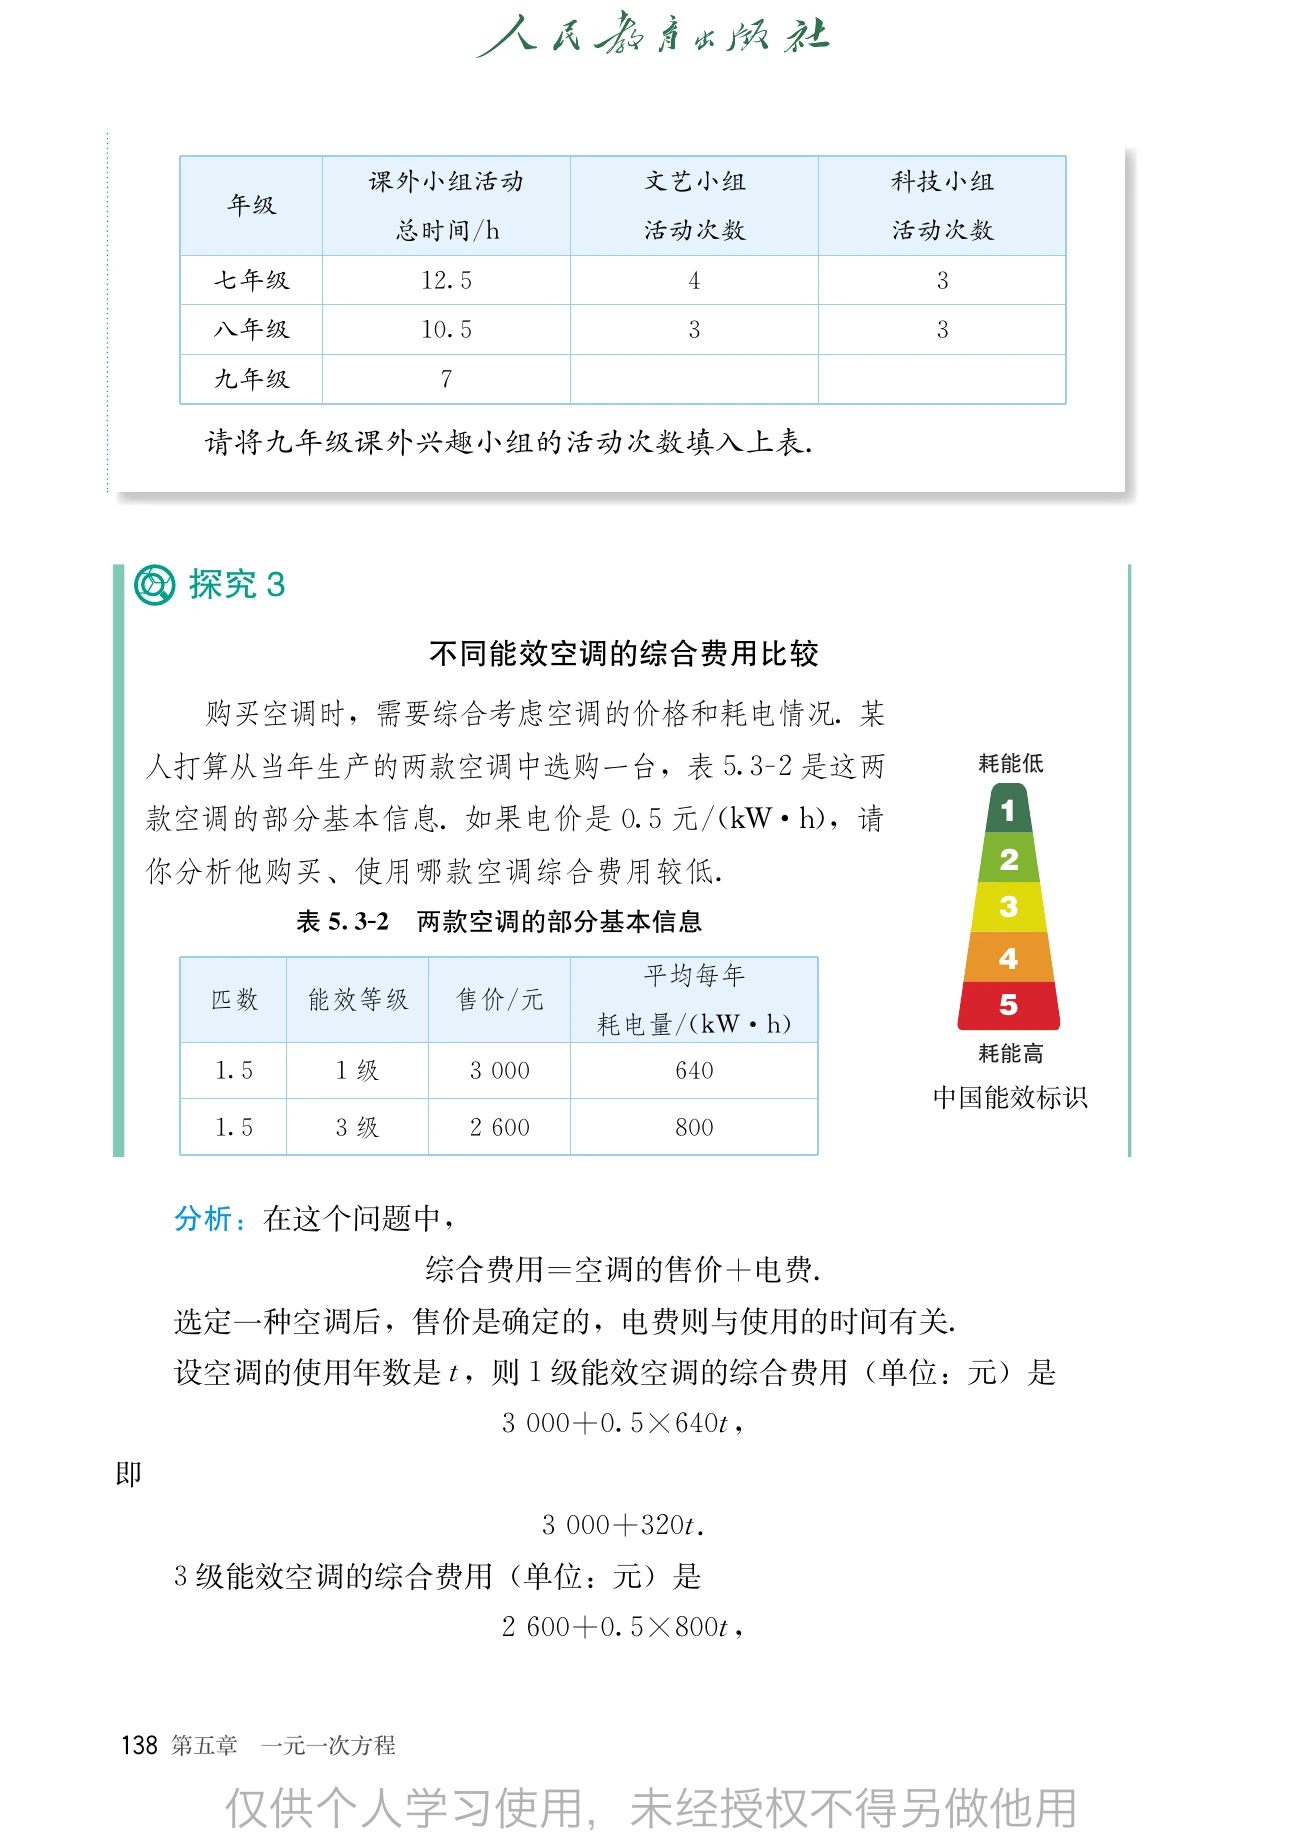 人民教育出版社
年级 课外小组活动总时间/h 文艺小组活动次数 科技小组活动次数
七年级 12.5 4 3
八年级 10.5 3 3
九年级 7
请将九年级课外兴趣小组的活动次数填入上表.
探究 3
不同能效空调的综合费用比较
购买空调时，需要综合考虑空调的价格和耗电情况. 某
人打算从当年生产的两款空调中选购一台，表 5.3-2 是这两
款空调的部分基本信息. 如果电价是 0.5 元/(kW·h)，请
你分析他购买、使用哪款空调综合费用较低.
表 5.3-2 两款空调的部分基本信息
匹数 能效等级 售价/元 平均每年耗电量/(kW·h)
1.5 1 级 3 000 640
1.5 3 级 2 600 800
耗能低
1
2
3
4
5
耗能高
中国能效标识
分析：在这个问题中，
综合费用=空调的售价+电费.
选定一种空调后，售价是确定的，电费则与使用的时间有关.
设空调的使用年数是 t，则 1 级能效空调的综合费用（单位：元）是
3 000+0.5×640t，
即
3 000+320t.
3 级能效空调的综合费用（单位：元）是
2 600+0.5×800t，
138 第五章 一元一次方程
仅供个人学习使用，未经授权不得另做他用